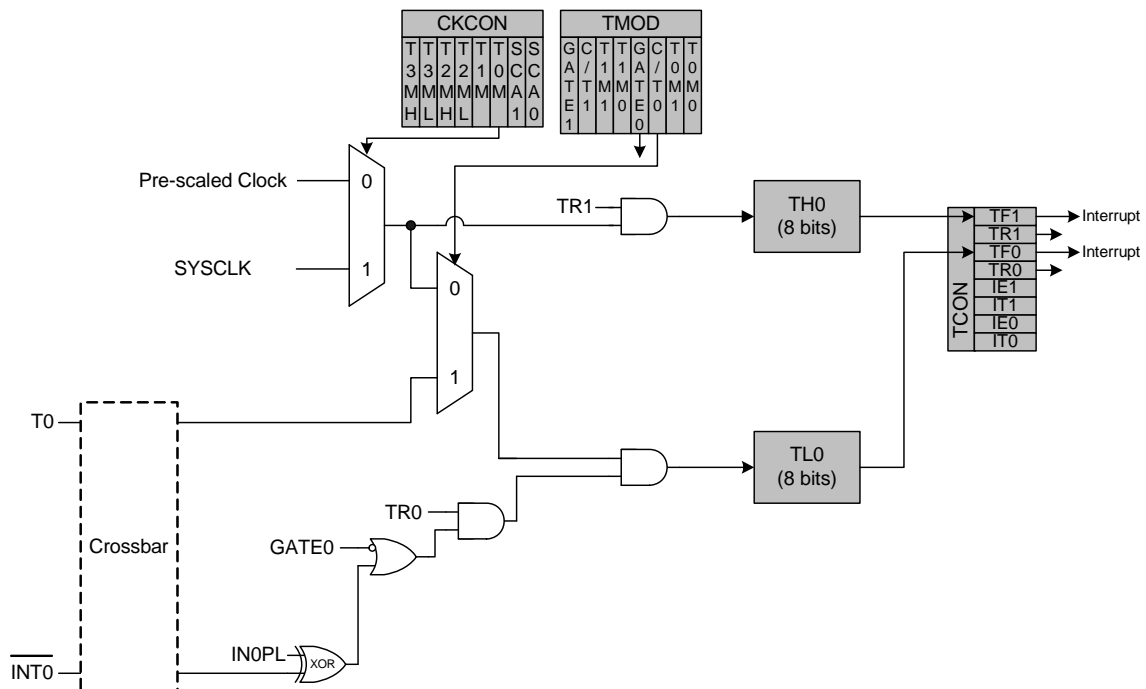 CKCON
T3MH T3ML T2MH T2ML T1M T0M SCA1 SCA0
TMOD
GATE1 C/T1 T1M1 T1M0 GATE0 C/T0 T0M1 T0M0
Pre-scaled Clock
0
SYSCLK
1
TR1
TH0
(8 bits)
TCON
TF1
TR1
TF0
TR0
IE1
IT1
IE0
IT0
Interrupt
Interrupt
0
1
T0
Crossbar
TL0
(8 bits)
TR0
GATE0
IN0PL
XOR
INT0